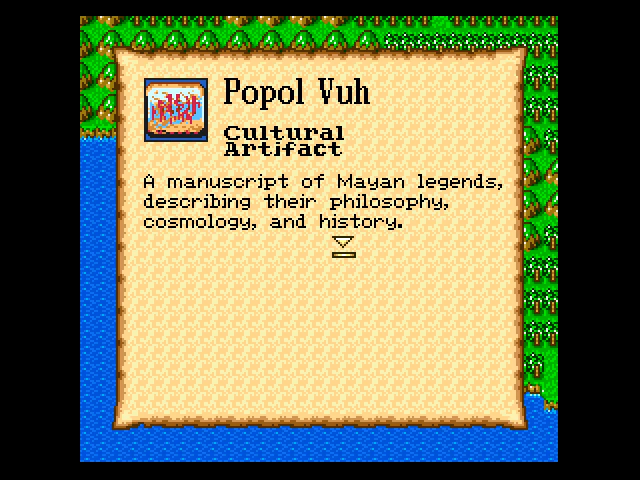 Popol Vuh
Cultural
Artifact
A manuscript of Mayan legends,
describing their philosophy,
cosmology, and history.